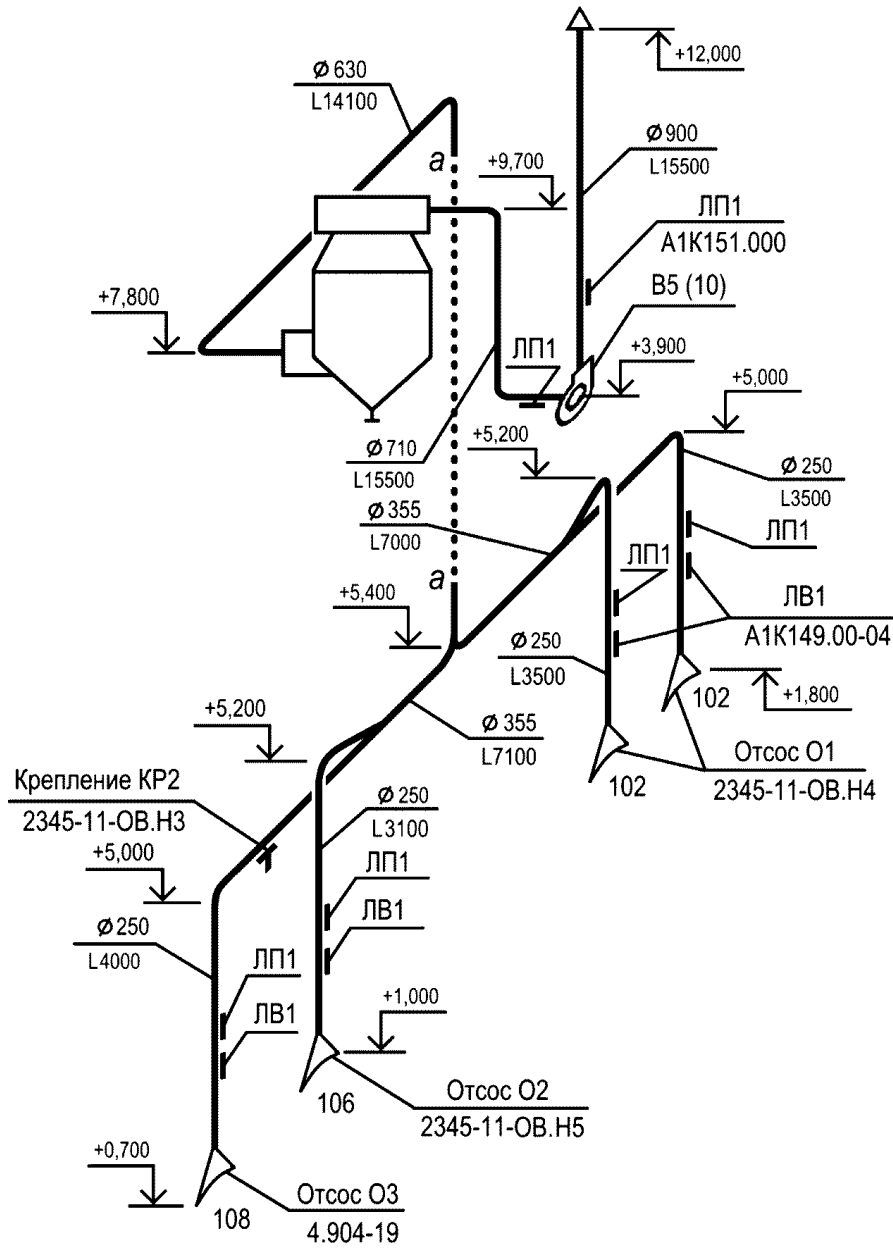 +12,000
Ø 630
L14100
Ø 900
L15500
а
+9,700
ЛП1
А1К151.000
В5 (10)
+7,800
ЛП1
+3,900
+5,000
Ø 710
L15500
+5,200
Ø 250
L3500
Ø 355
L7000
ЛП1
ЛП1
а
+5,400
ЛВ1
А1К149.00-04
Ø 250
L3500
102
+1,800
+5,200
Ø 355
L7100
Отсос О1
2345-11-ОВ.Н4
102
Крепление КР2
2345-11-ОВ.Н3
Ø 250
L3100
+5,000
ЛП1
ЛВ1
Ø 250
L4000
ЛП1
ЛВ1
+1,000
106
Отсос О2
2345-11-ОВ.Н5
+0,700
108
Отсос О3
4.904-19